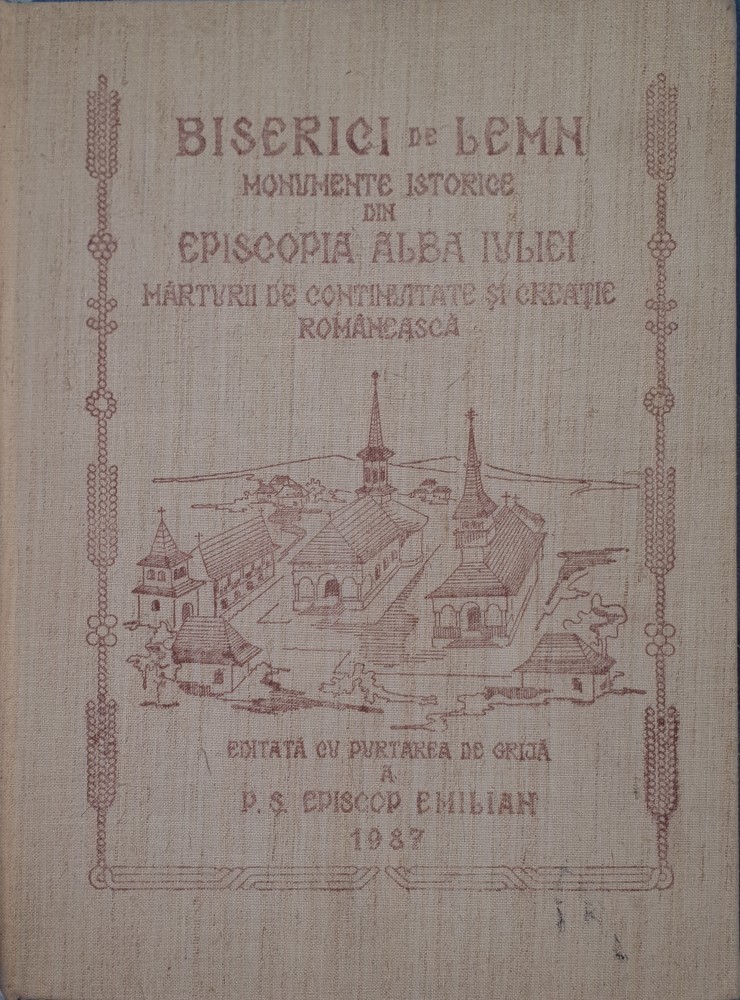 BISERICI DE LEMN
MONUMENTE ISTORICE
DIN
EPISCOPIA ALBA IULIEI
MĂRTURII DE CONTINUITATE ŞI CREAŢIE
ROMÂNEASCĂ
EDITATĂ CU PURTAREA DE GRIJĂ
A
P. S. EPISCOP EMILIAN
1987